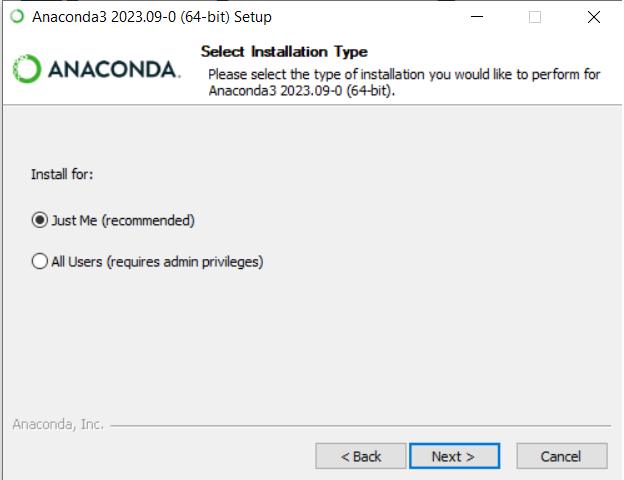 Anaconda3 2023.09-0 (64-bit) Setup
ANACONDA.
Select Installation Type
Please select the type of installation you would like to perform for
Anaconda3 2023.09-0 (64-bit).
Install for:
Just Me (recommended)
All Users (requires admin privileges)
Anaconda, Inc.
< Back Next > Cancel